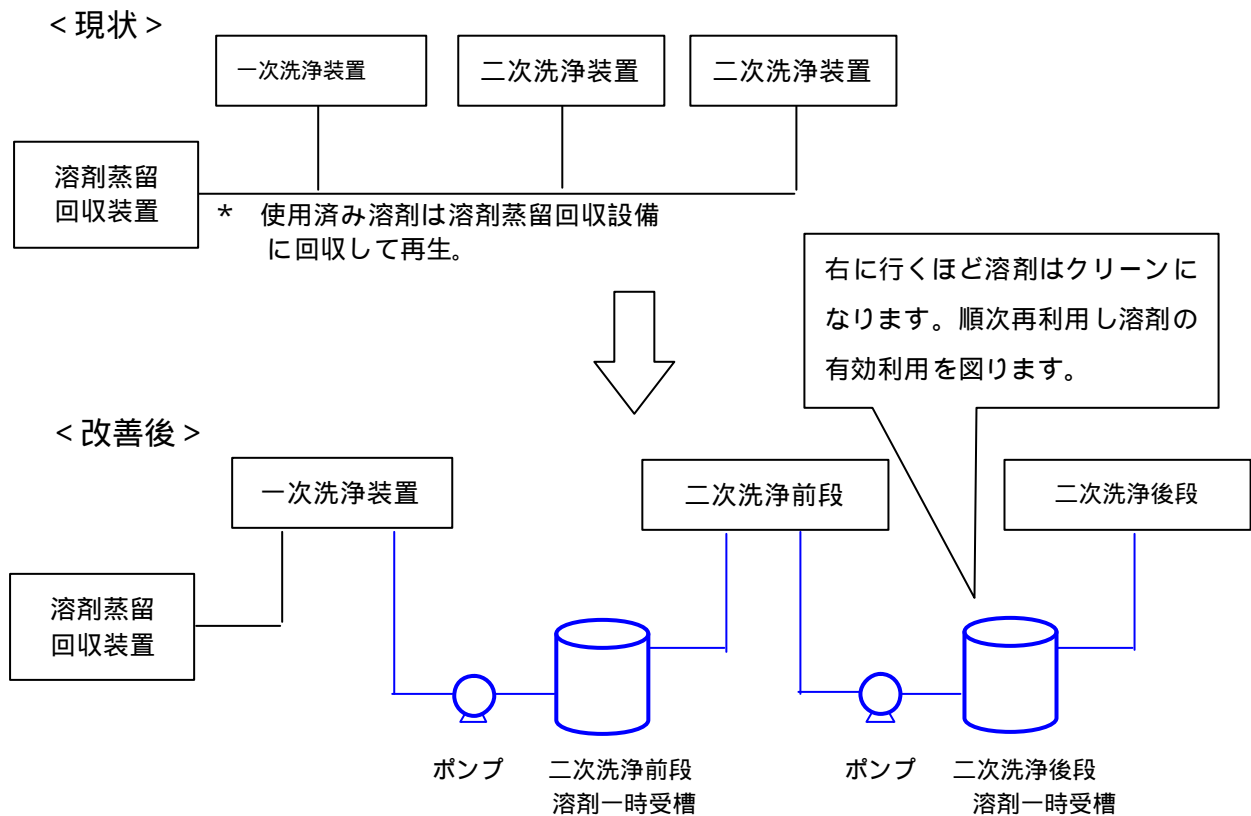 <現状>
一次洗浄装置
二次洗浄装置
二次洗浄装置
溶剤蒸留
回収装置
* 使用済み溶剤は溶剤蒸留回収設備
に回収して再生。
右に行くほど溶剤はクリーンに
なります。順次再利用し溶剤の
有効利用を図ります。
<改善後>
一次洗浄装置
二次洗浄前段
二次洗浄後段
溶剤蒸留
回収装置
ポンプ
二次洗浄前段
溶剤一時受槽
ポンプ
二次洗浄後段
溶剤一時受槽